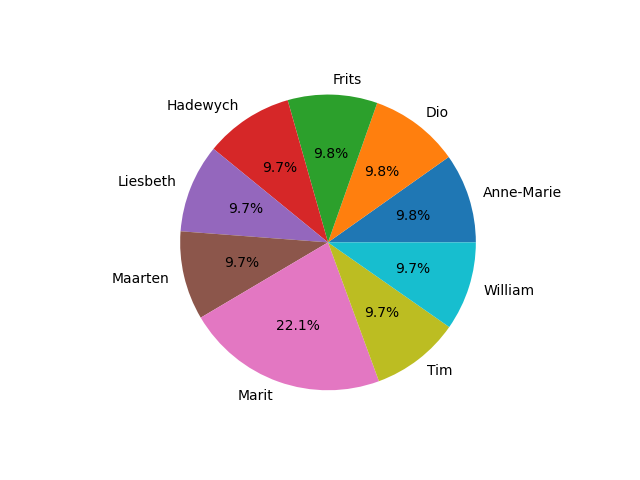 Frits
Hadewych
Dio
9.8%
9.7%
9.8%
Liesbeth
Anne-Marie
9.7%
9.8%
Maarten
9.7%
9.7%
William
22.1%
9.7%
Marit
Tim